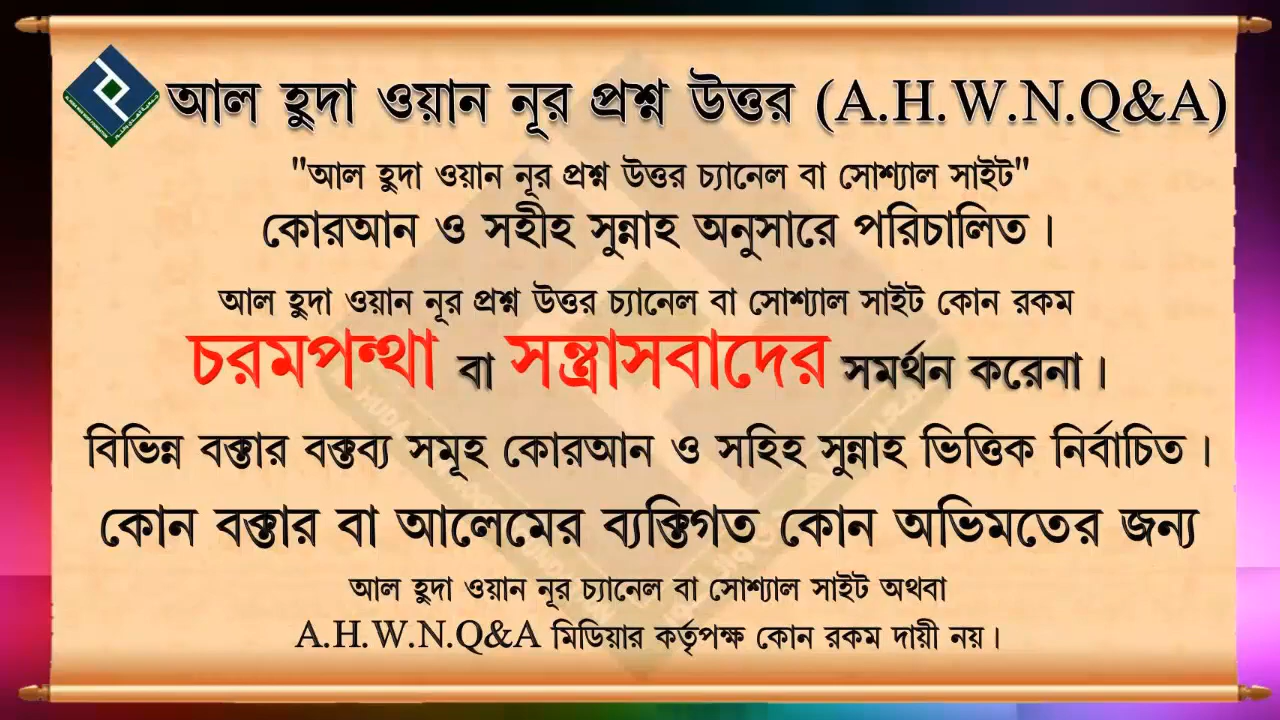 আল হুদা ওয়ান নূর প্রশ্ন উত্তর (A.H.W.N.Q&A)
"আল হুদা ওয়ান নূর প্রশ্ন উত্তর চ্যানেল বা সোশ্যাল সাইট"
কোরআন ও সহীহ সুন্নাহ অনুসারে পরিচালিত।
আল হুদা ওয়ান নূর প্রশ্ন উত্তর চ্যানেল বা সোশ্যাল সাইট কোন রকম
চরমপন্থা বা সন্ত্রাসবাদের সমর্থন করেনা।
বিভিন্ন বক্তার বক্তব্য সমূহ কোরআন ও সহিহ সুন্নাহ ভিত্তিক নির্বাচিত।
কোন বক্তার বা আলেমের ব্যক্তিগত কোন অভিমতের জন্য
আল হুদা ওয়ান নূর চ্যানেল বা সোশ্যাল সাইট অথবা
A.H.W.N.Q&A মিডিয়ার কর্তৃপক্ষ কোন রকম দায়ী নয়।